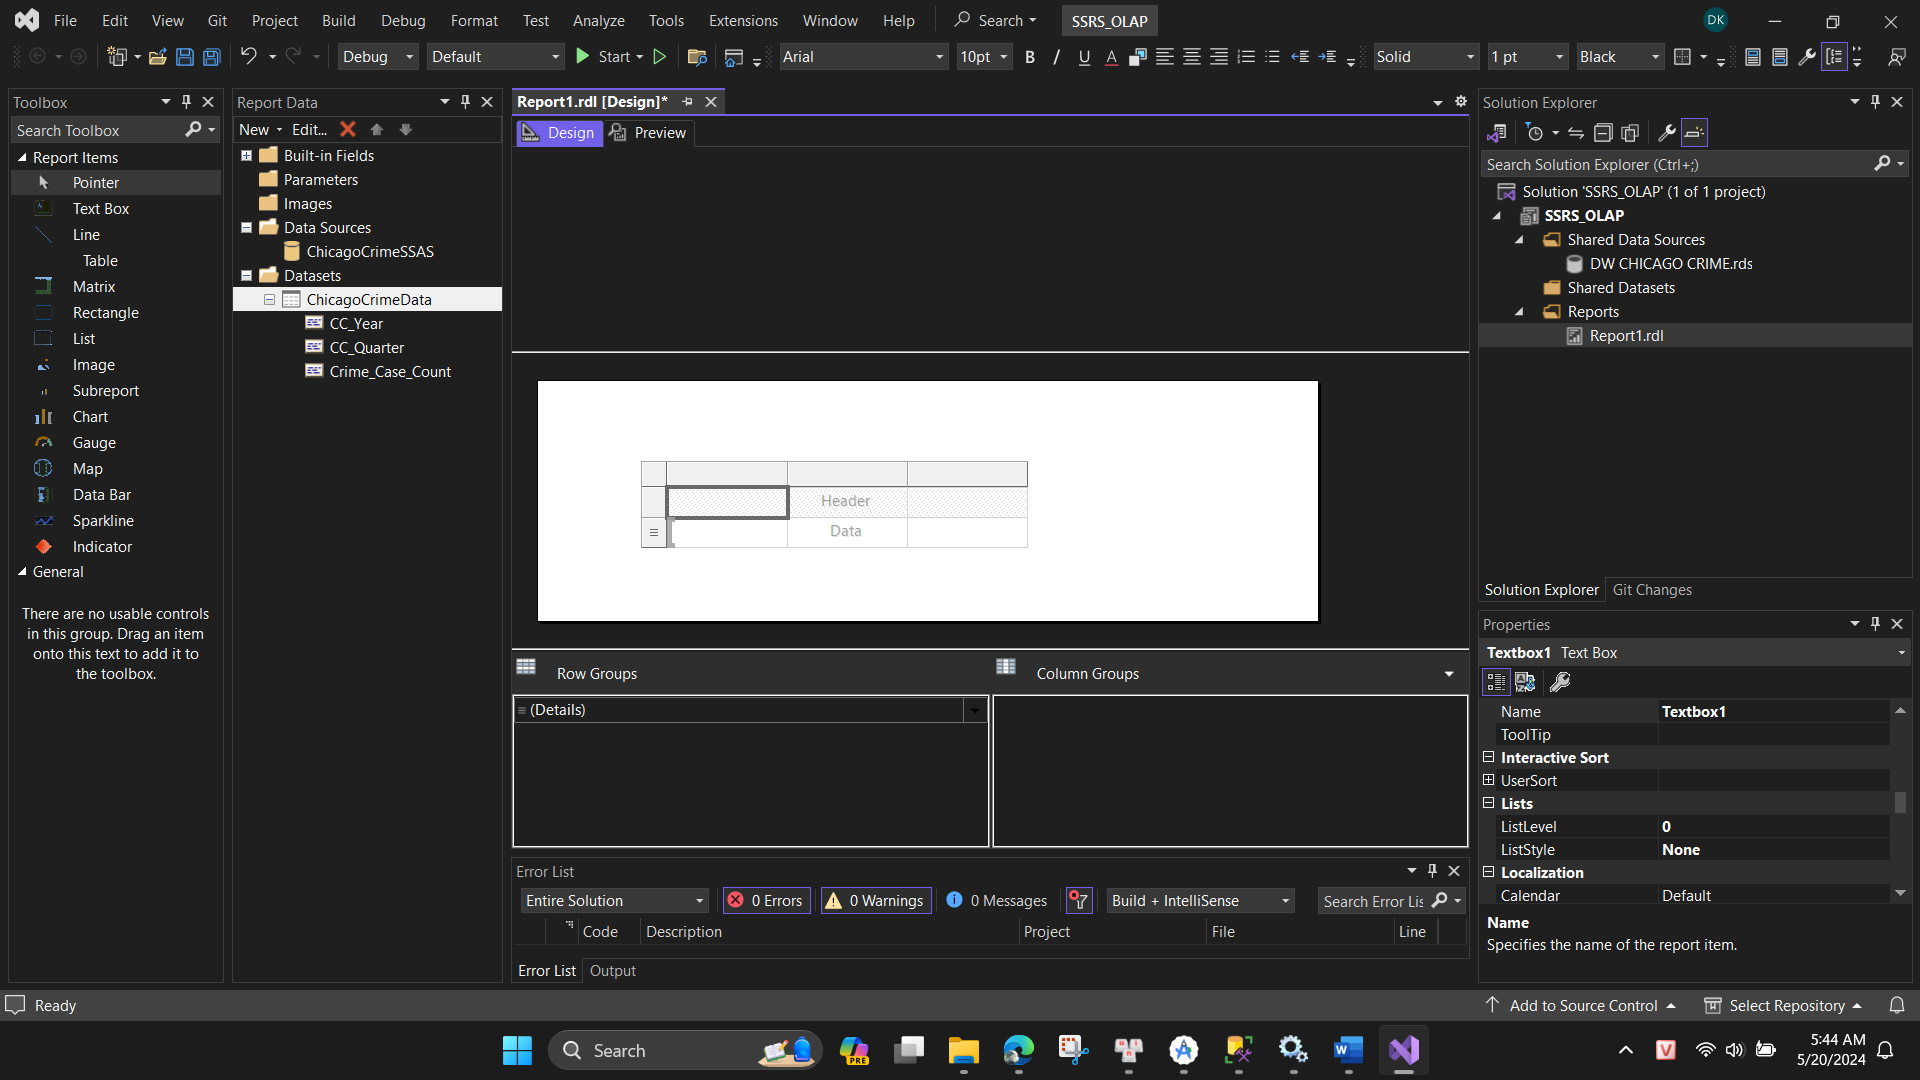 File Edit View Git Project Build Debug Format Test Analyze Tools Extensions Window Help Search SSRS_OLAP DK
Debug Default Start Arial 10pt B I U A Solid 1 pt Black
Toolbox
Search Toolbox
Report Items
Pointer
Text Box
Line
Table
Matrix
Rectangle
List
Image
Subreport
Chart
Gauge
Map
Data Bar
Sparkline
Indicator
General
There are no usable controls
in this group. Drag an item
onto this text to add it to
the toolbox.
Report Data
New Edit...
Built-in Fields
Parameters
Images
Data Sources
ChicagoCrimeSSAS
Datasets
ChicagoCrimeData
CC_Year
CC_Quarter
Crime_Case_Count
Report1.rdl [Design]*
Design Preview
Header
Data
Row Groups Column Groups
(Details)
Error List
Entire Solution 0 Errors 0 Warnings 0 Messages Build + IntelliSense Search Error Lis
Code Description Project File Line
Error List Output
Solution Explorer
Search Solution Explorer (Ctrl+;)
Solution 'SSRS_OLAP' (1 of 1 project)
SSRS_OLAP
Shared Data Sources
DW CHICAGO CRIME.rds
Shared Datasets
Reports
Report1.rdl
Solution Explorer Git Changes
Properties
Textbox1 Text Box
Name Textbox1
ToolTip
Interactive Sort
UserSort
Lists
ListLevel 0
ListStyle None
Localization
Calendar Default
Name
Specifies the name of the report item.
Ready Add to Source Control Select Repository
Search PRE V 5:44 AM
5/20/2024